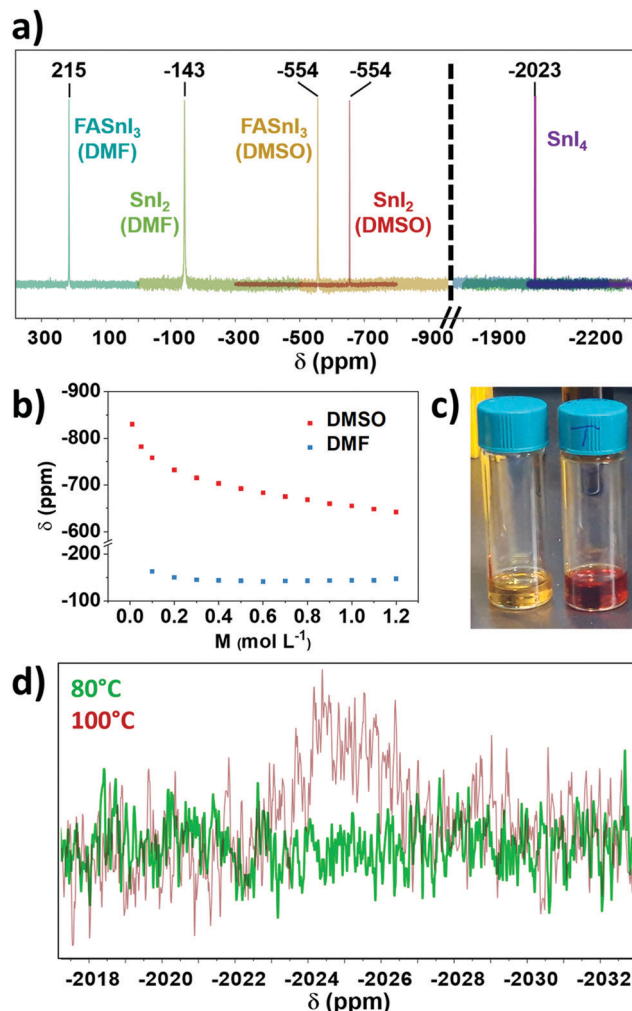 a)
215 -143 -554 -554 -2023
FASnI₃
(DMF)
SnI₂
(DMF)
FASnI₃
(DMSO)
SnI₂
(DMSO)
SnI₄
300 100 -100 -300 -500 -700 -900 -1900 -2200
δ (ppm)
b)
-900
-800
-700
-600
-200
-100
δ (ppm)
DMSO
DMF
0.0 0.2 0.4 0.6 0.8 1.0 1.2
M (mol L⁻¹)
c)
d)
80°C
100°C
-2018 -2020 -2022 -2024 -2026 -2028 -2030 -2032
δ (ppm)